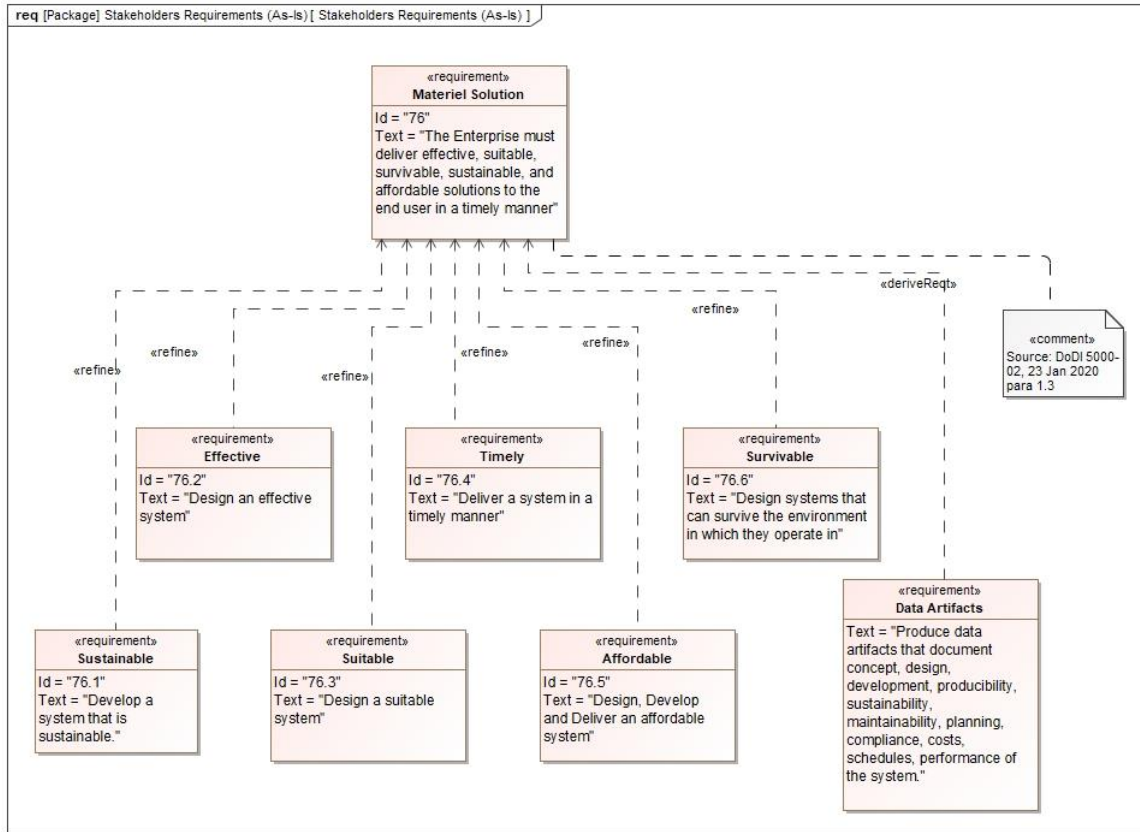 req [Package] Stakeholders Requirements (As-Is) [ Stakeholders Requirements (As-Is) ]
«requirement»
Materiel Solution
Id = "76"
Text = "The Enterprise must
deliver effective, suitable,
survivable, sustainable, and
affordable solutions to the
end user in a timely manner"
«deriveReqt»
«refine»
«refine»
«refine»
«refine»
«refine»
«refine»
«comment»
Source: DoDI 5000-
02, 23 Jan 2020
para 1.3
«requirement»
Effective
Id = "76.2"
Text = "Design an effective
system"
«requirement»
Timely
Id = "76.4"
Text = "Deliver a system in a
timely manner"
«requirement»
Survivable
Id = "76.6"
Text = "Design systems that
can survive the environment
in which they operate in"
«requirement»
Sustainable
Id = "76.1"
Text = "Develop a
system that is
sustainable."
«requirement»
Suitable
Id = "76.3"
Text = "Design a suitable
system"
«requirement»
Affordable
Id = "76.5"
Text = "Design, Develop
and Deliver an affordable
system"
«requirement»
Data Artifacts
Text = "Produce data
artifacts that document
concept, design,
development, producibility,
sustainability,
maintainability, planning,
compliance, costs,
schedules, performance of
the system."